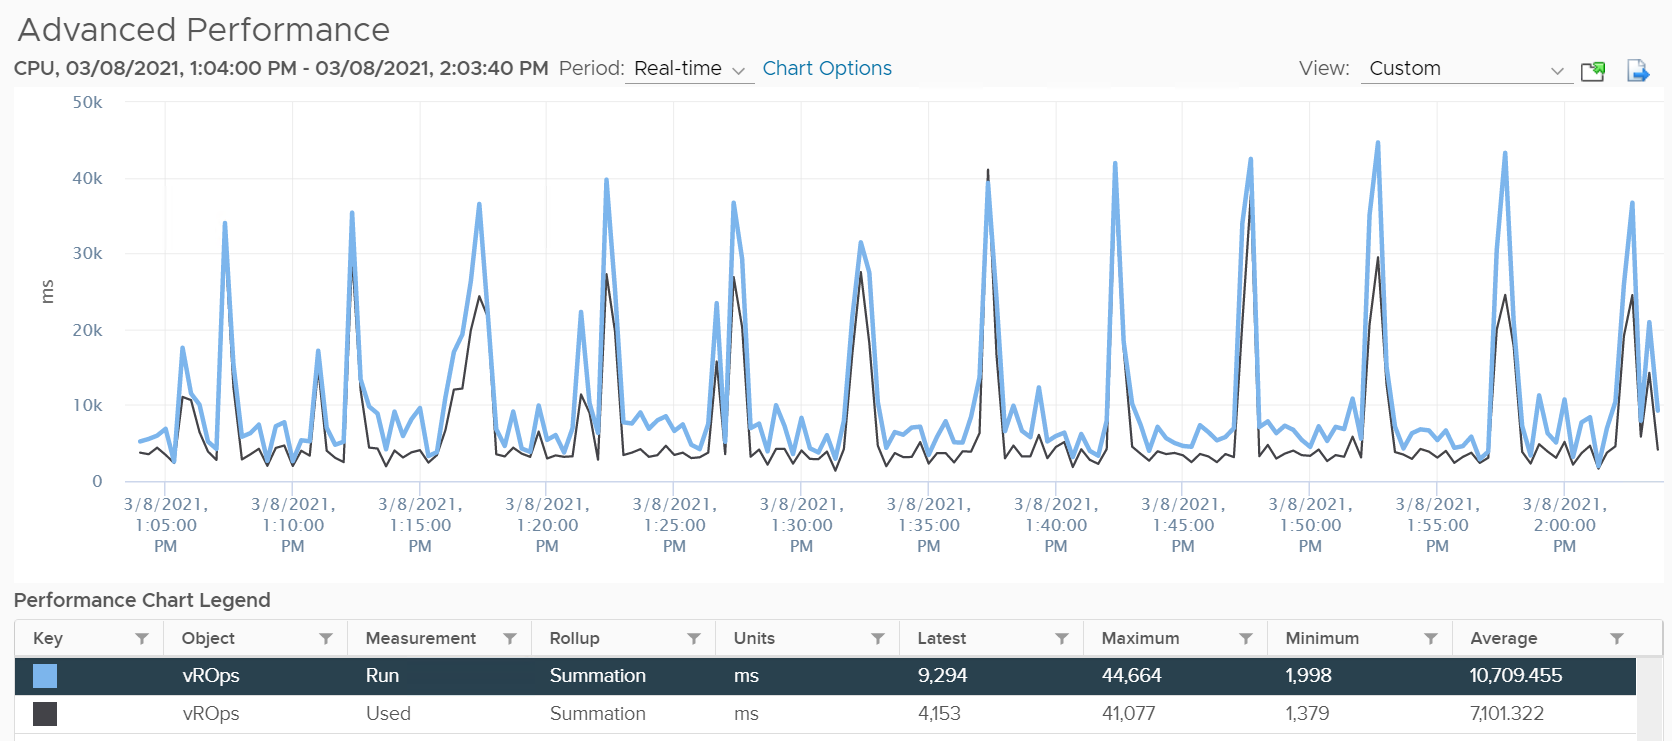 Advanced Performance
CPU, 03/08/2021, 1:04:00 PM - 03/08/2021, 2:03:40 PM Period: Real-time Chart Options View: Custom
50k
40k
30k
20k
10k
0
ms
3/8/2021, 3/8/2021, 3/8/2021, 3/8/2021, 3/8/2021, 3/8/2021, 3/8/2021, 3/8/2021, 3/8/2021, 3/8/2021, 3/8/2021, 3/8/2021,
1:05:00 1:10:00 1:15:00 1:20:00 1:25:00 1:30:00 1:35:00 1:40:00 1:45:00 1:50:00 1:55:00 2:00:00
PM PM PM PM PM PM PM PM PM PM PM PM
Performance Chart Legend
Key Object Measurement Rollup Units Latest Maximum Minimum Average
vROps Run Summation ms 9,294 44,664 1,998 10,709.455
vROps Used Summation ms 4,153 41,077 1,379 7,101.322